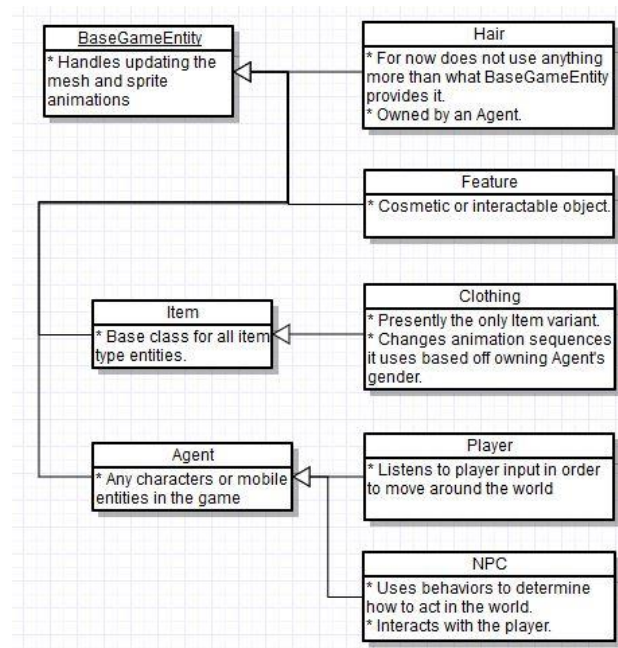 BaseGameEntity
* Handles updating the
mesh and sprite
animations
Hair
* For now does not use anything
more than what BaseGameEntity
provides it.
* Owned by an Agent.
Feature
* Cosmetic or interactable object.
Item
* Base class for all item
type entities.
Clothing
* Presently the only Item variant.
* Changes animation sequences
it uses based off owning Agent's
gender.
Agent
* Any characters or mobile
entities in the game
Player
* Listens to player input in order
to move around the world
NPC
* Uses behaviors to determine
how to act in the world.
* Interacts with the player.